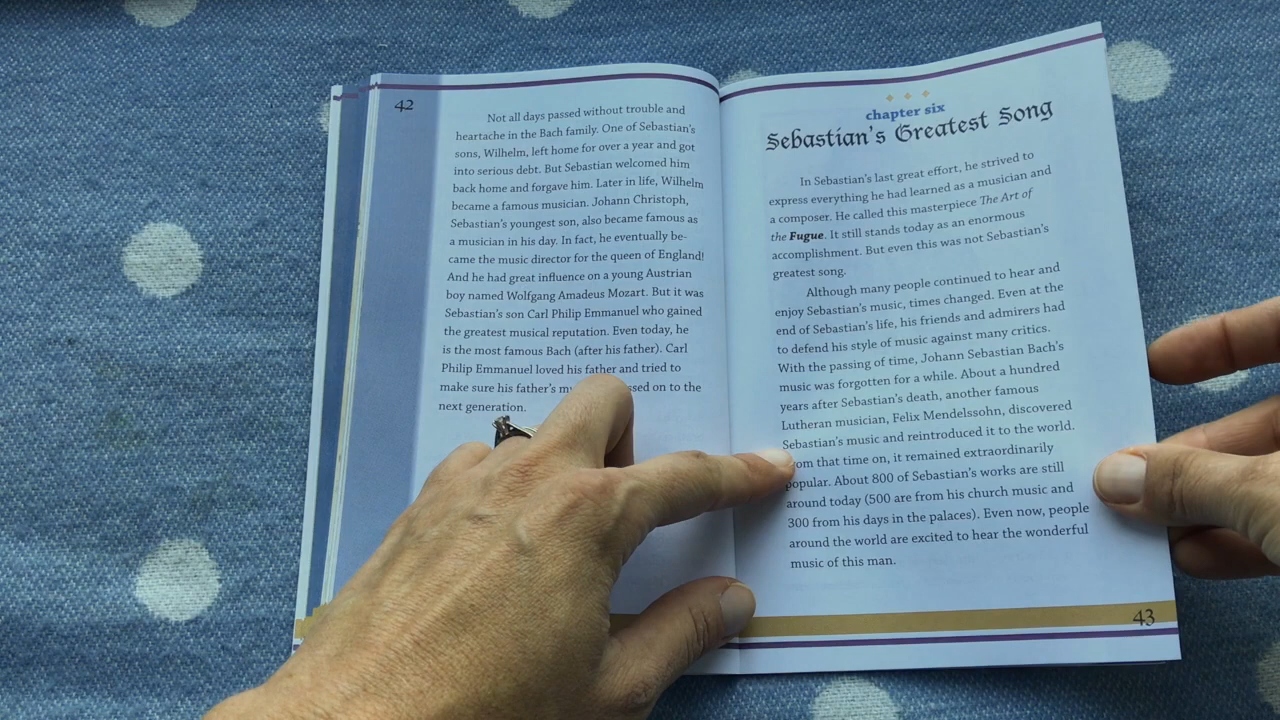 42
Not all days passed without trouble and
heartache in the Bach family. One of Sebastian's
sons, Wilhelm, left home for over a year and got
into serious debt. But Sebastian welcomed him
back home and forgave him. Later in life, Wilhelm
became a famous musician. Johann Christoph,
Sebastian's youngest son, also became famous as
a musician in his day. In fact, he eventually be-
came the music director for the queen of England!
And he had great influence on a young Austrian
boy named Wolfgang Amadeus Mozart. But it was
Sebastian's son Carl Philip Emmanuel who gained
the greatest musical reputation. Even today, he
is the most famous Bach (after his father). Carl
Philip Emmanuel loved his father and tried to
make sure his father's on to the
next generation.
chapter six
Sebastian's Greatest Song
In Sebastian's last great effort, he strived to
express everything he had learned as a musician and
a composer. He called this masterpiece The Art of
the Fugue. It still stands today as an enormous
accomplishment. But even this was not Sebastian's
greatest song.
Although many people continued to hear and
enjoy Sebastian's music, times changed. Even at the
end of Sebastian's life, his friends and admirers had
to defend his style of music against many critics.
With the passing of time, Johann Sebastian Bach's
music was forgotten for a while. About a hundred
years after Sebastian's death, another famous
Lutheran musician, Felix Mendelssohn, discovered
Sebastian's music and reintroduced it to the world.
that time on, it remained extraordinarily
popular. About 800 of Sebastian's works are still
around today (500 are from his church music and
300 from his days in the palaces). Even now, people
around the world are excited to hear the wonderful
music of this man.
43